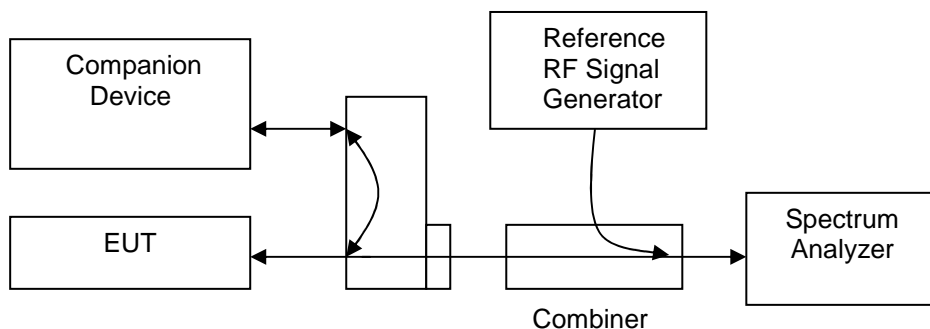 Companion
Device
Reference
RF Signal
Generator
EUT
Spectrum
Analyzer
Combiner